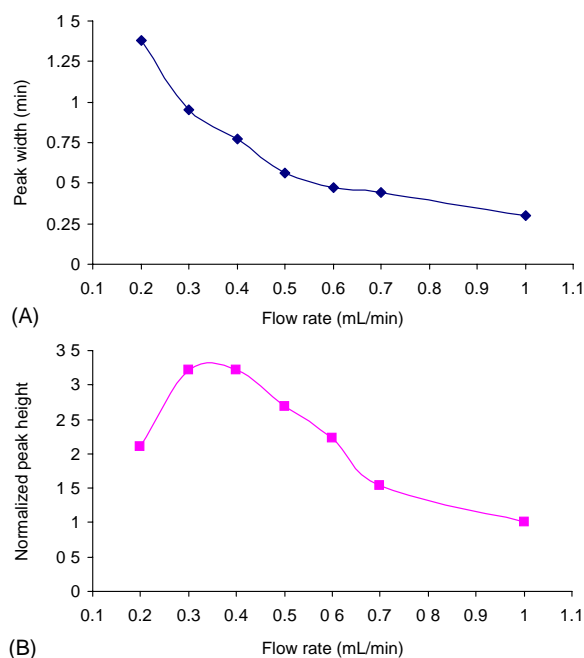 1 5
1.25
1
0.75
0 5
0.25
0
Peak width (min)
0.1 0.2 0.3 0.4 0.5 0 6 0.7 0.8 0.9 1 1.1
(A)
Flow rate (mL/min)
3 5
3
2.5
2
1 5
1
0 5
0
Normalized peak height
0.1 0.2 0.3 0.4 0.5 0 6 0.7 0 8 0.9 1 1.1
(B)
Flow rate (mL/min)